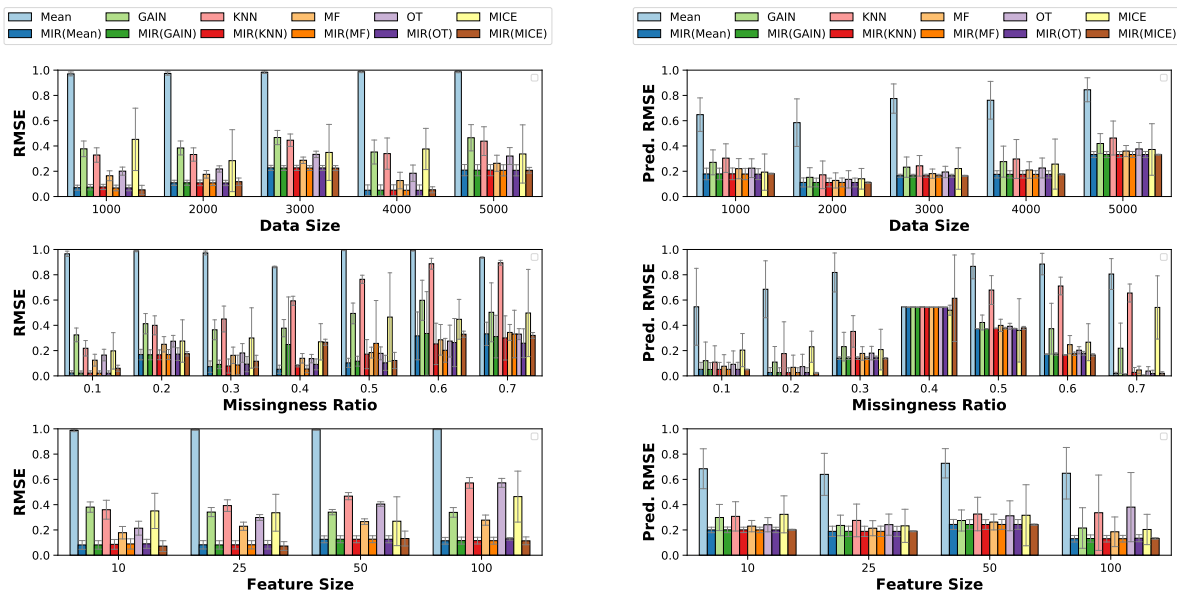 Mean GAIN KNN MF OT MICE
MIR(Mean) MIR(GAIN) MIR(KNN) MIR(MF) MIR(OT) MIR(MICE)
1.0
0.8
0.6
0.4
0.2
0.0
RMSE
1000 2000 3000 4000 5000
Data Size
1.0
0.8
0.6
0.4
0.2
0.0
RMSE
0.1 0.2 0.3 0.4 0.5 0.6 0.7
Missingness Ratio
1.0
0.8
0.6
0.4
0.2
0.0
RMSE
10 25 50 100
Feature Size
Mean GAIN KNN MF OT MICE
MIR(Mean) MIR(GAIN) MIR(KNN) MIR(MF) MIR(OT) MIR(MICE)
1.0
0.8
0.6
0.4
0.2
0.0
Pred. RMSE
1000 2000 3000 4000 5000
Data Size
1.0
0.8
0.6
0.4
0.2
0.0
Pred. RMSE
0.1 0.2 0.3 0.4 0.5 0.6 0.7
Missingness Ratio
1.0
0.8
0.6
0.4
0.2
0.0
Pred. RMSE
10 25 50 100
Feature Size